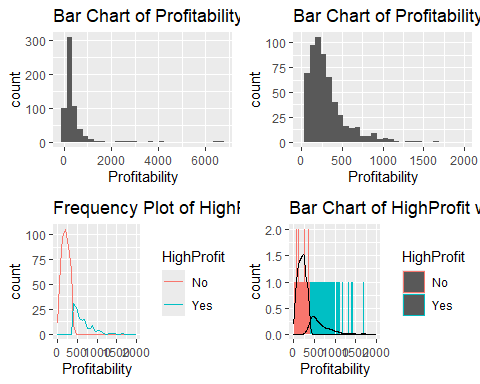 Bar Chart of Profitability
count
300
200
100
0
0 2000 4000 6000
Profitability
Bar Chart of Profitability
count
100
75
50
25
0
0 500 1000 1500 2000
Profitability
Frequency Plot of HighP
count
100
75
50
25
0
0 500 1000 1500 2000
Profitability
HighProfit
No
Yes
Bar Chart of HighProfit w
count
2.0
1.5
1.0
0.5
0.0
0 500 1000 1500 2000
Profitability
HighProfit
No
Yes